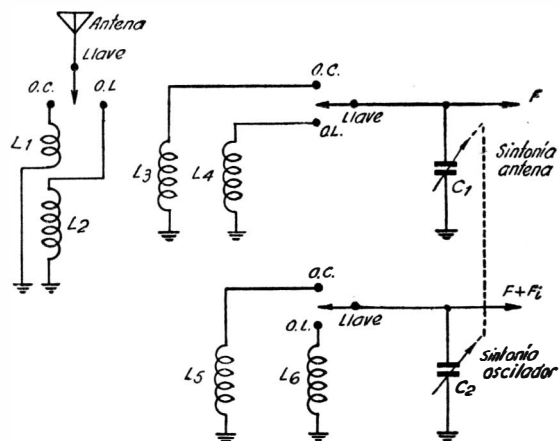 Antena
Llave
O.C.
O.L
L1
L2
O.C.
Llave
O.L.
L3
L4
F
Sintonía
antena
C1
O.C.
O.L.
Llave
F+Fi
L5
L6
Sintonía
oscilador
C2